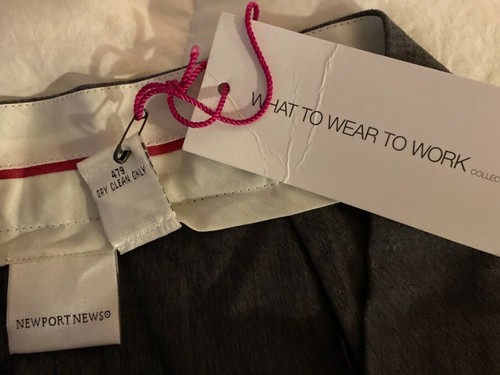 WHAT TO WEAR TO WORK COLLEC
479
DRY CLEAN ONLY
NEWPORT NEWS®